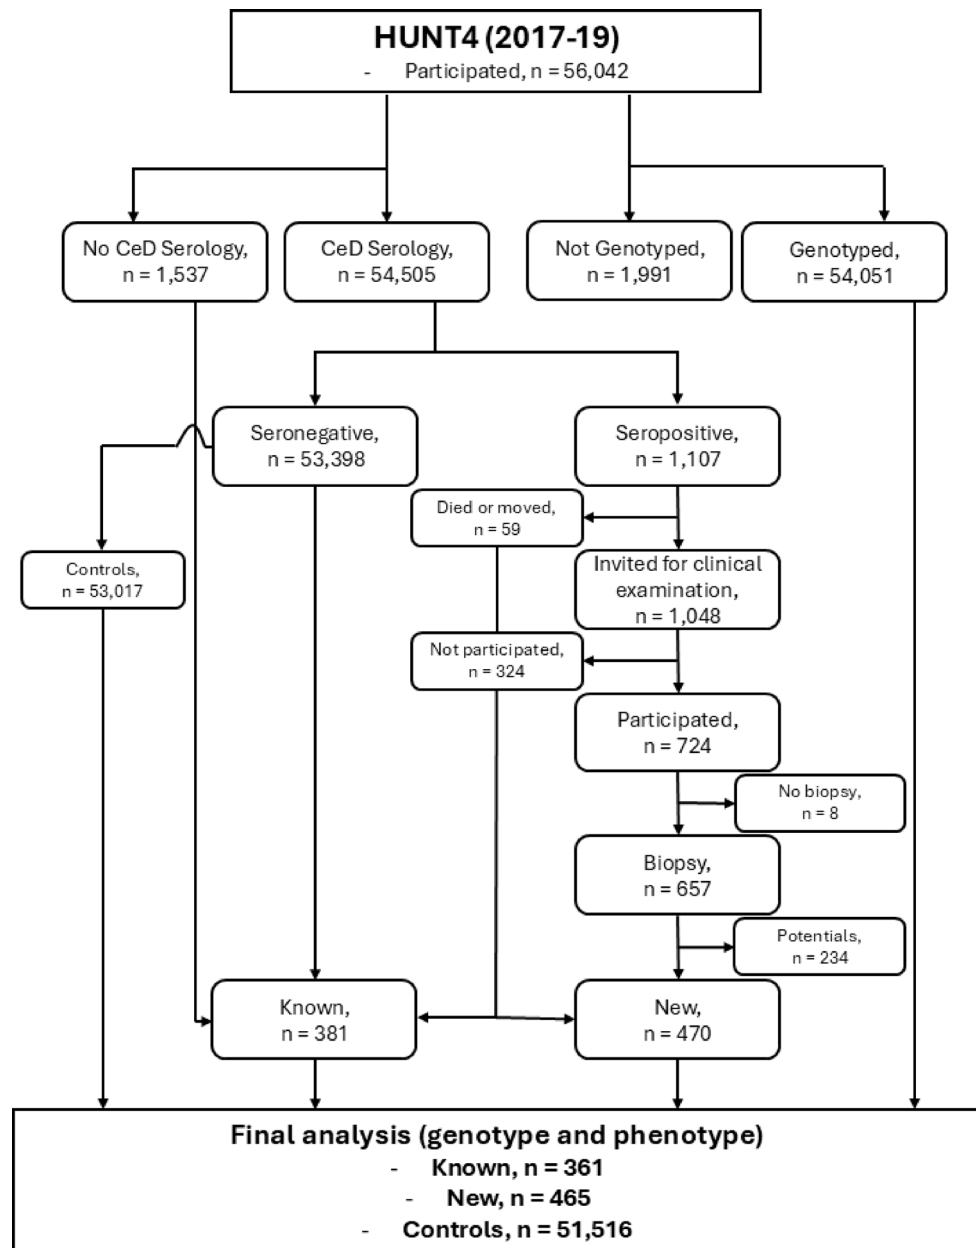 HUNT4 (2017-19)
- Participated, n = 56,042
No CeD Serology,
n = 1,537
CeD Serology,
n = 54,505
Not Genotyped,
n = 1,991
Genotyped,
n = 54,051
Seronegative,
n = 53,398
Seropositive,
n = 1,107
Died or moved,
n = 59
Controls,
n = 53,017
Invited for clinical
examination,
n = 1,048
Not participated,
n = 324
Participated,
n = 724
No biopsy,
n = 8
Biopsy,
n = 657
Potentials,
n = 234
Known,
n = 381
New,
n = 470
Final analysis (genotype and phenotype)
- Known, n = 361
- New, n = 465
- Controls, n = 51,516